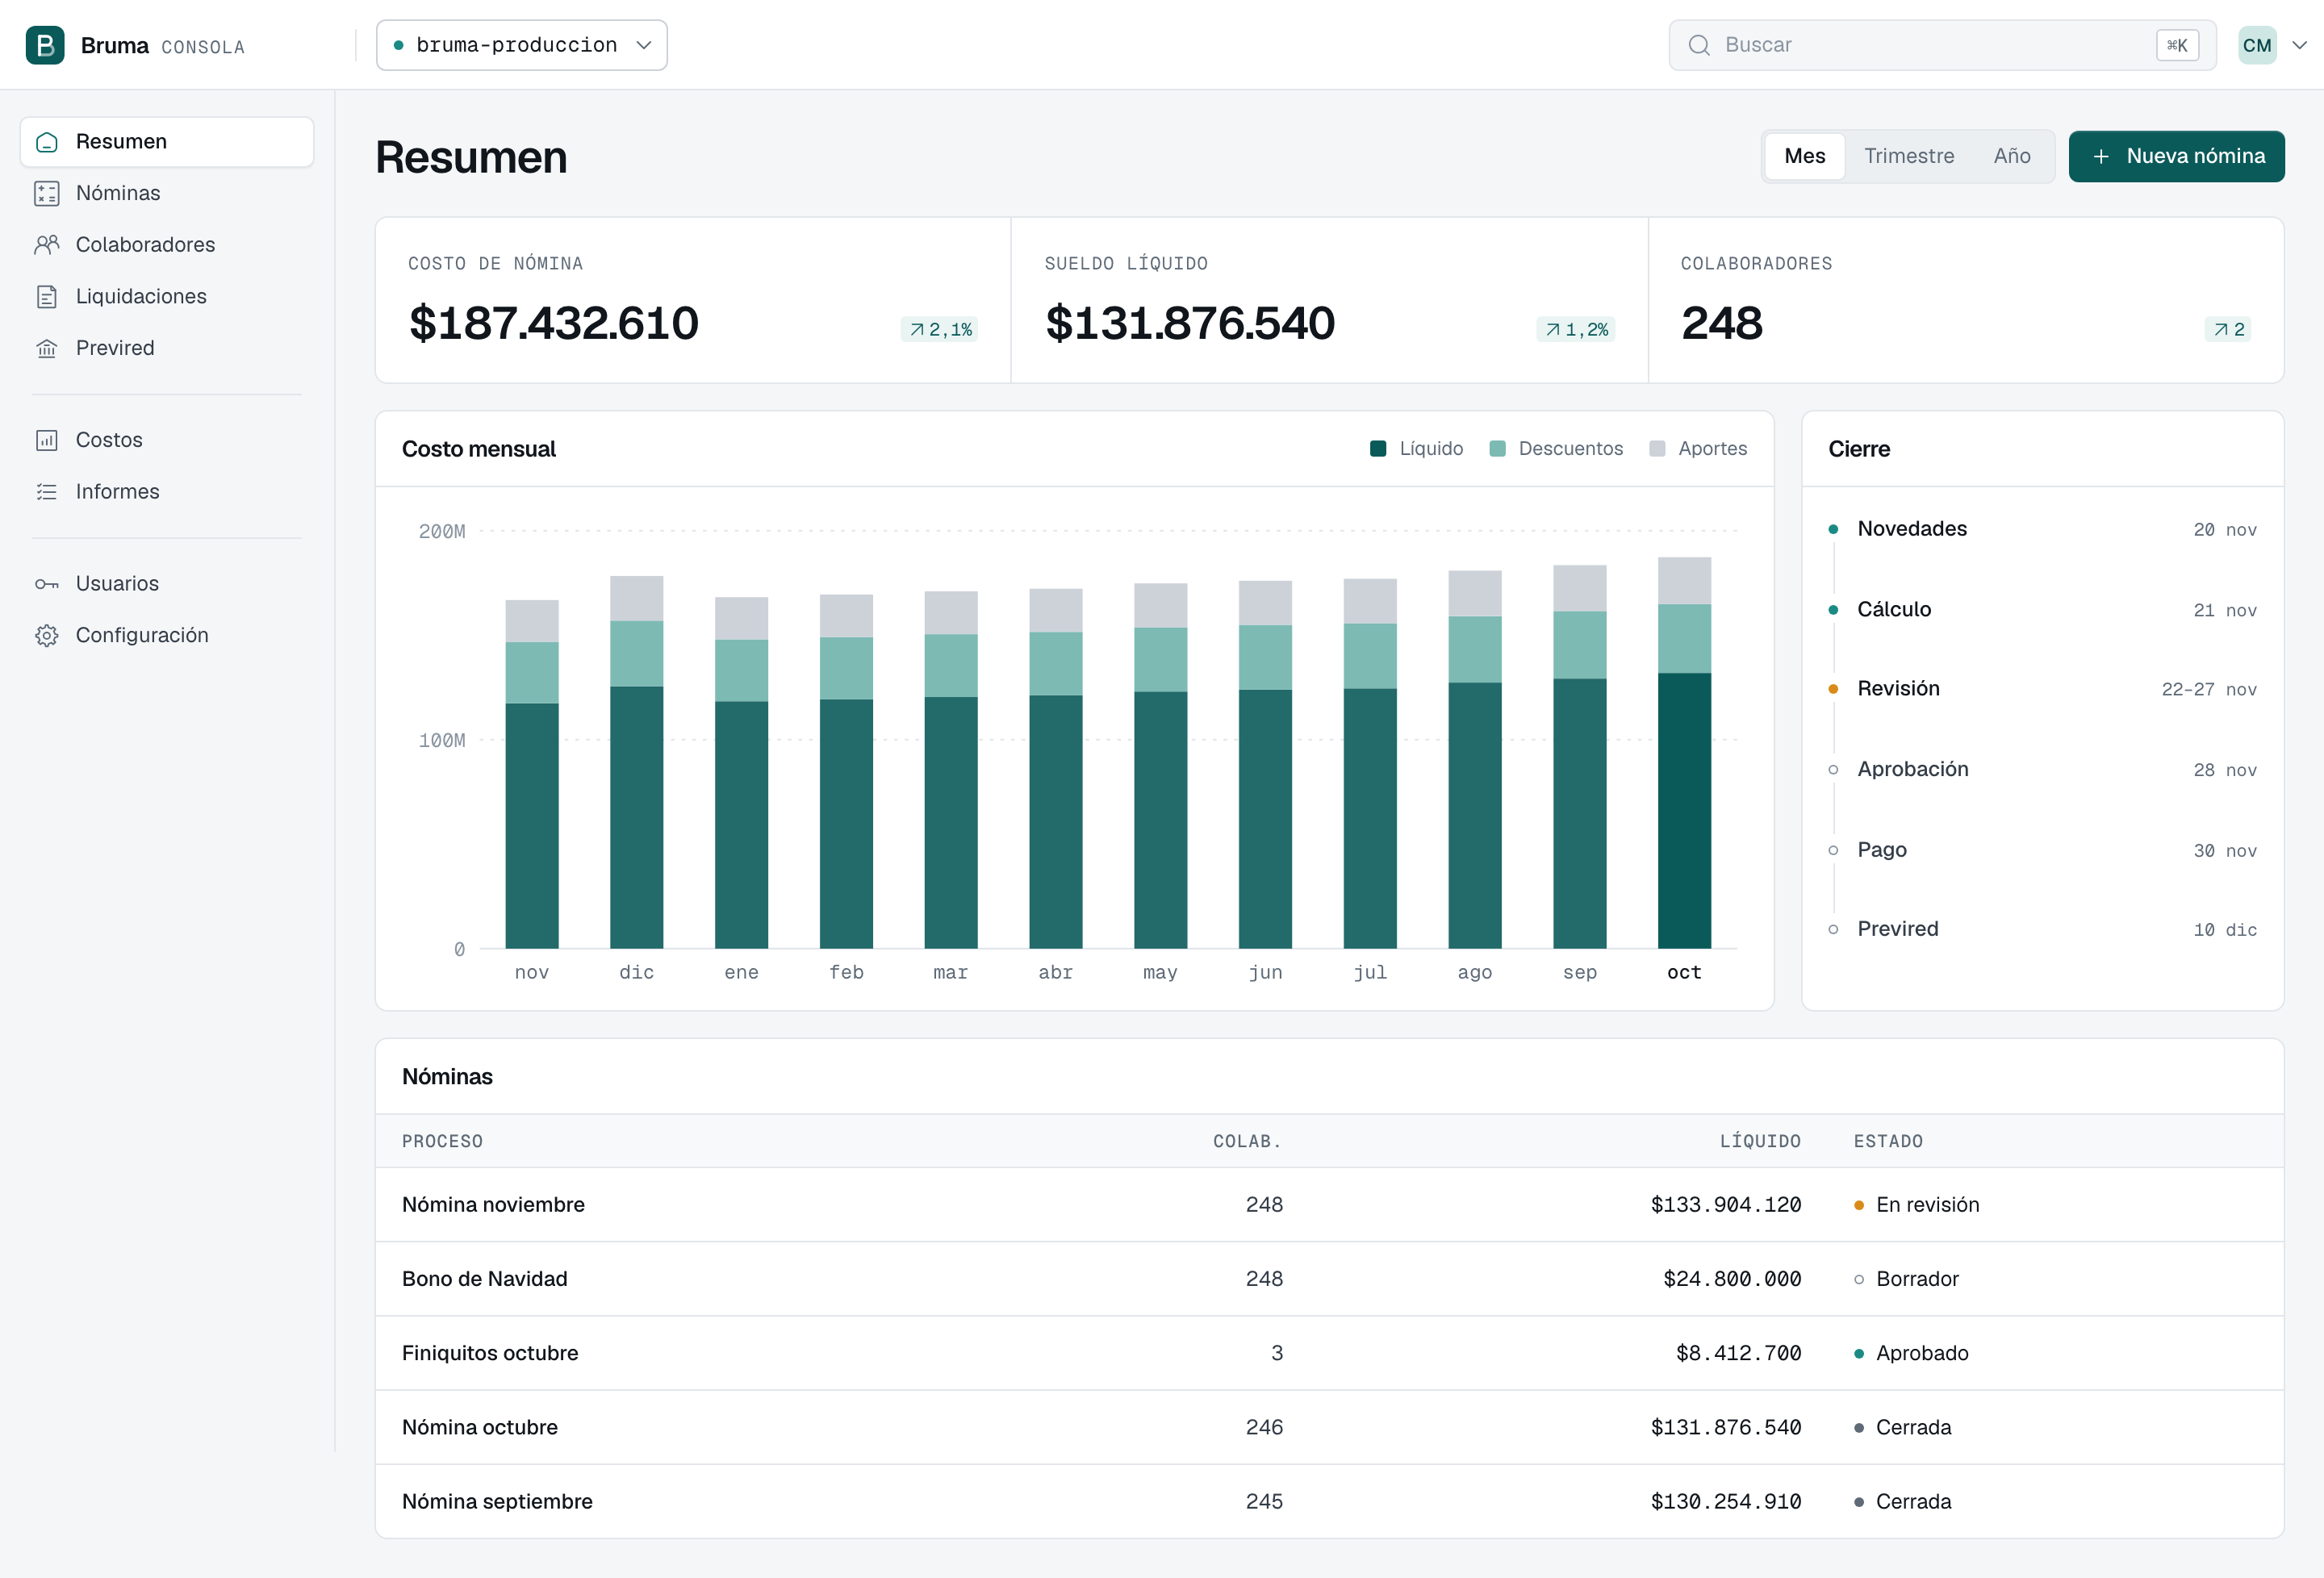 B Bruma CONSOLA
bruma-produccion
Buscar ⌘K CM
Resumen
Nóminas
Colaboradores
Liquidaciones
Previred
Costos
Informes
Usuarios
Configuración
Resumen
Mes Trimestre Año
+ Nueva nómina
COSTO DE NÓMINA
$187.432.610 2,1%
SUELDO LÍQUIDO
$131.876.540 1,2%
COLABORADORES
248 2
Costo mensual
Líquido Descuentos Aportes
200M
100M
0
nov dic ene feb mar abr may jun jul ago sep oct
Cierre
Novedades 20 nov
Cálculo 21 nov
Revisión 22–27 nov
Aprobación 28 nov
Pago 30 nov
Previred 10 dic
Nóminas
PROCESO COLAB. LÍQUIDO ESTADO
Nómina noviembre 248 $133.904.120 En revisión
Bono de Navidad 248 $24.800.000 Borrador
Finiquitos octubre 3 $8.412.700 Aprobado
Nómina octubre 246 $131.876.540 Cerrada
Nómina septiembre 245 $130.254.910 Cerrada